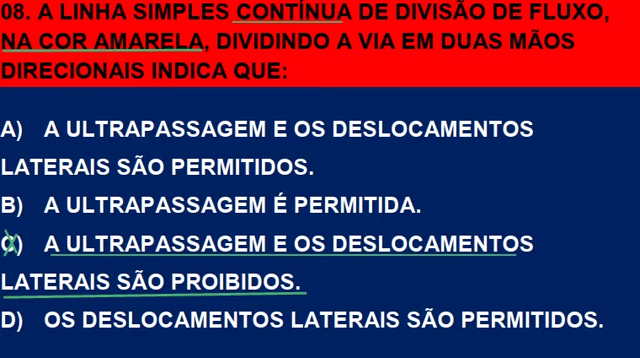 08. A LINHA SIMPLES CONTÍNUA DE DIVISÃO DE FLUXO,
NA COR AMARELA, DIVIDINDO A VIA EM DUAS MÃOS
DIRECIONAIS INDICA QUE:
A) A ULTRAPASSAGEM E OS DESLOCAMENTOS
LATERAIS SÃO PERMITIDOS.
B) A ULTRAPASSAGEM É PERMITIDA.
C) A ULTRAPASSAGEM E OS DESLOCAMENTOS
LATERAIS SÃO PROIBIDOS.
D) OS DESLOCAMENTOS LATERAIS SÃO PERMITIDOS.